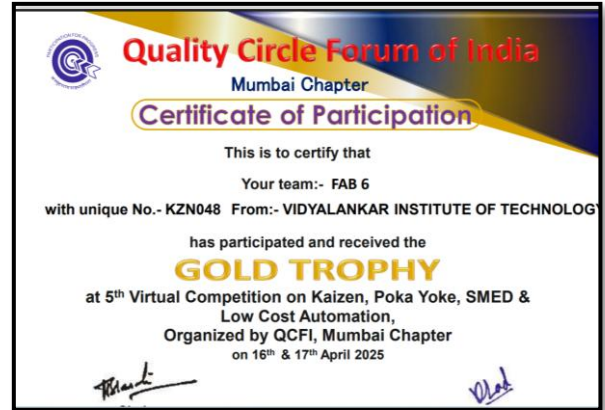 Quality Circle Forum of India
Mumbai Chapter
Certificate of Participation
This is to certify that
Your team:- FAB 6
with unique No.- KZN048 From:- VIDYALANKAR INSTITUTE OF TECHNOLOGY
has participated and received the
GOLD TROPHY
at 5th Virtual Competition on Kaizen, Poka Yoke, SMED &
Low Cost Automation,
Organized by QCFI, Mumbai Chapter
on 16th & 17th April 2025